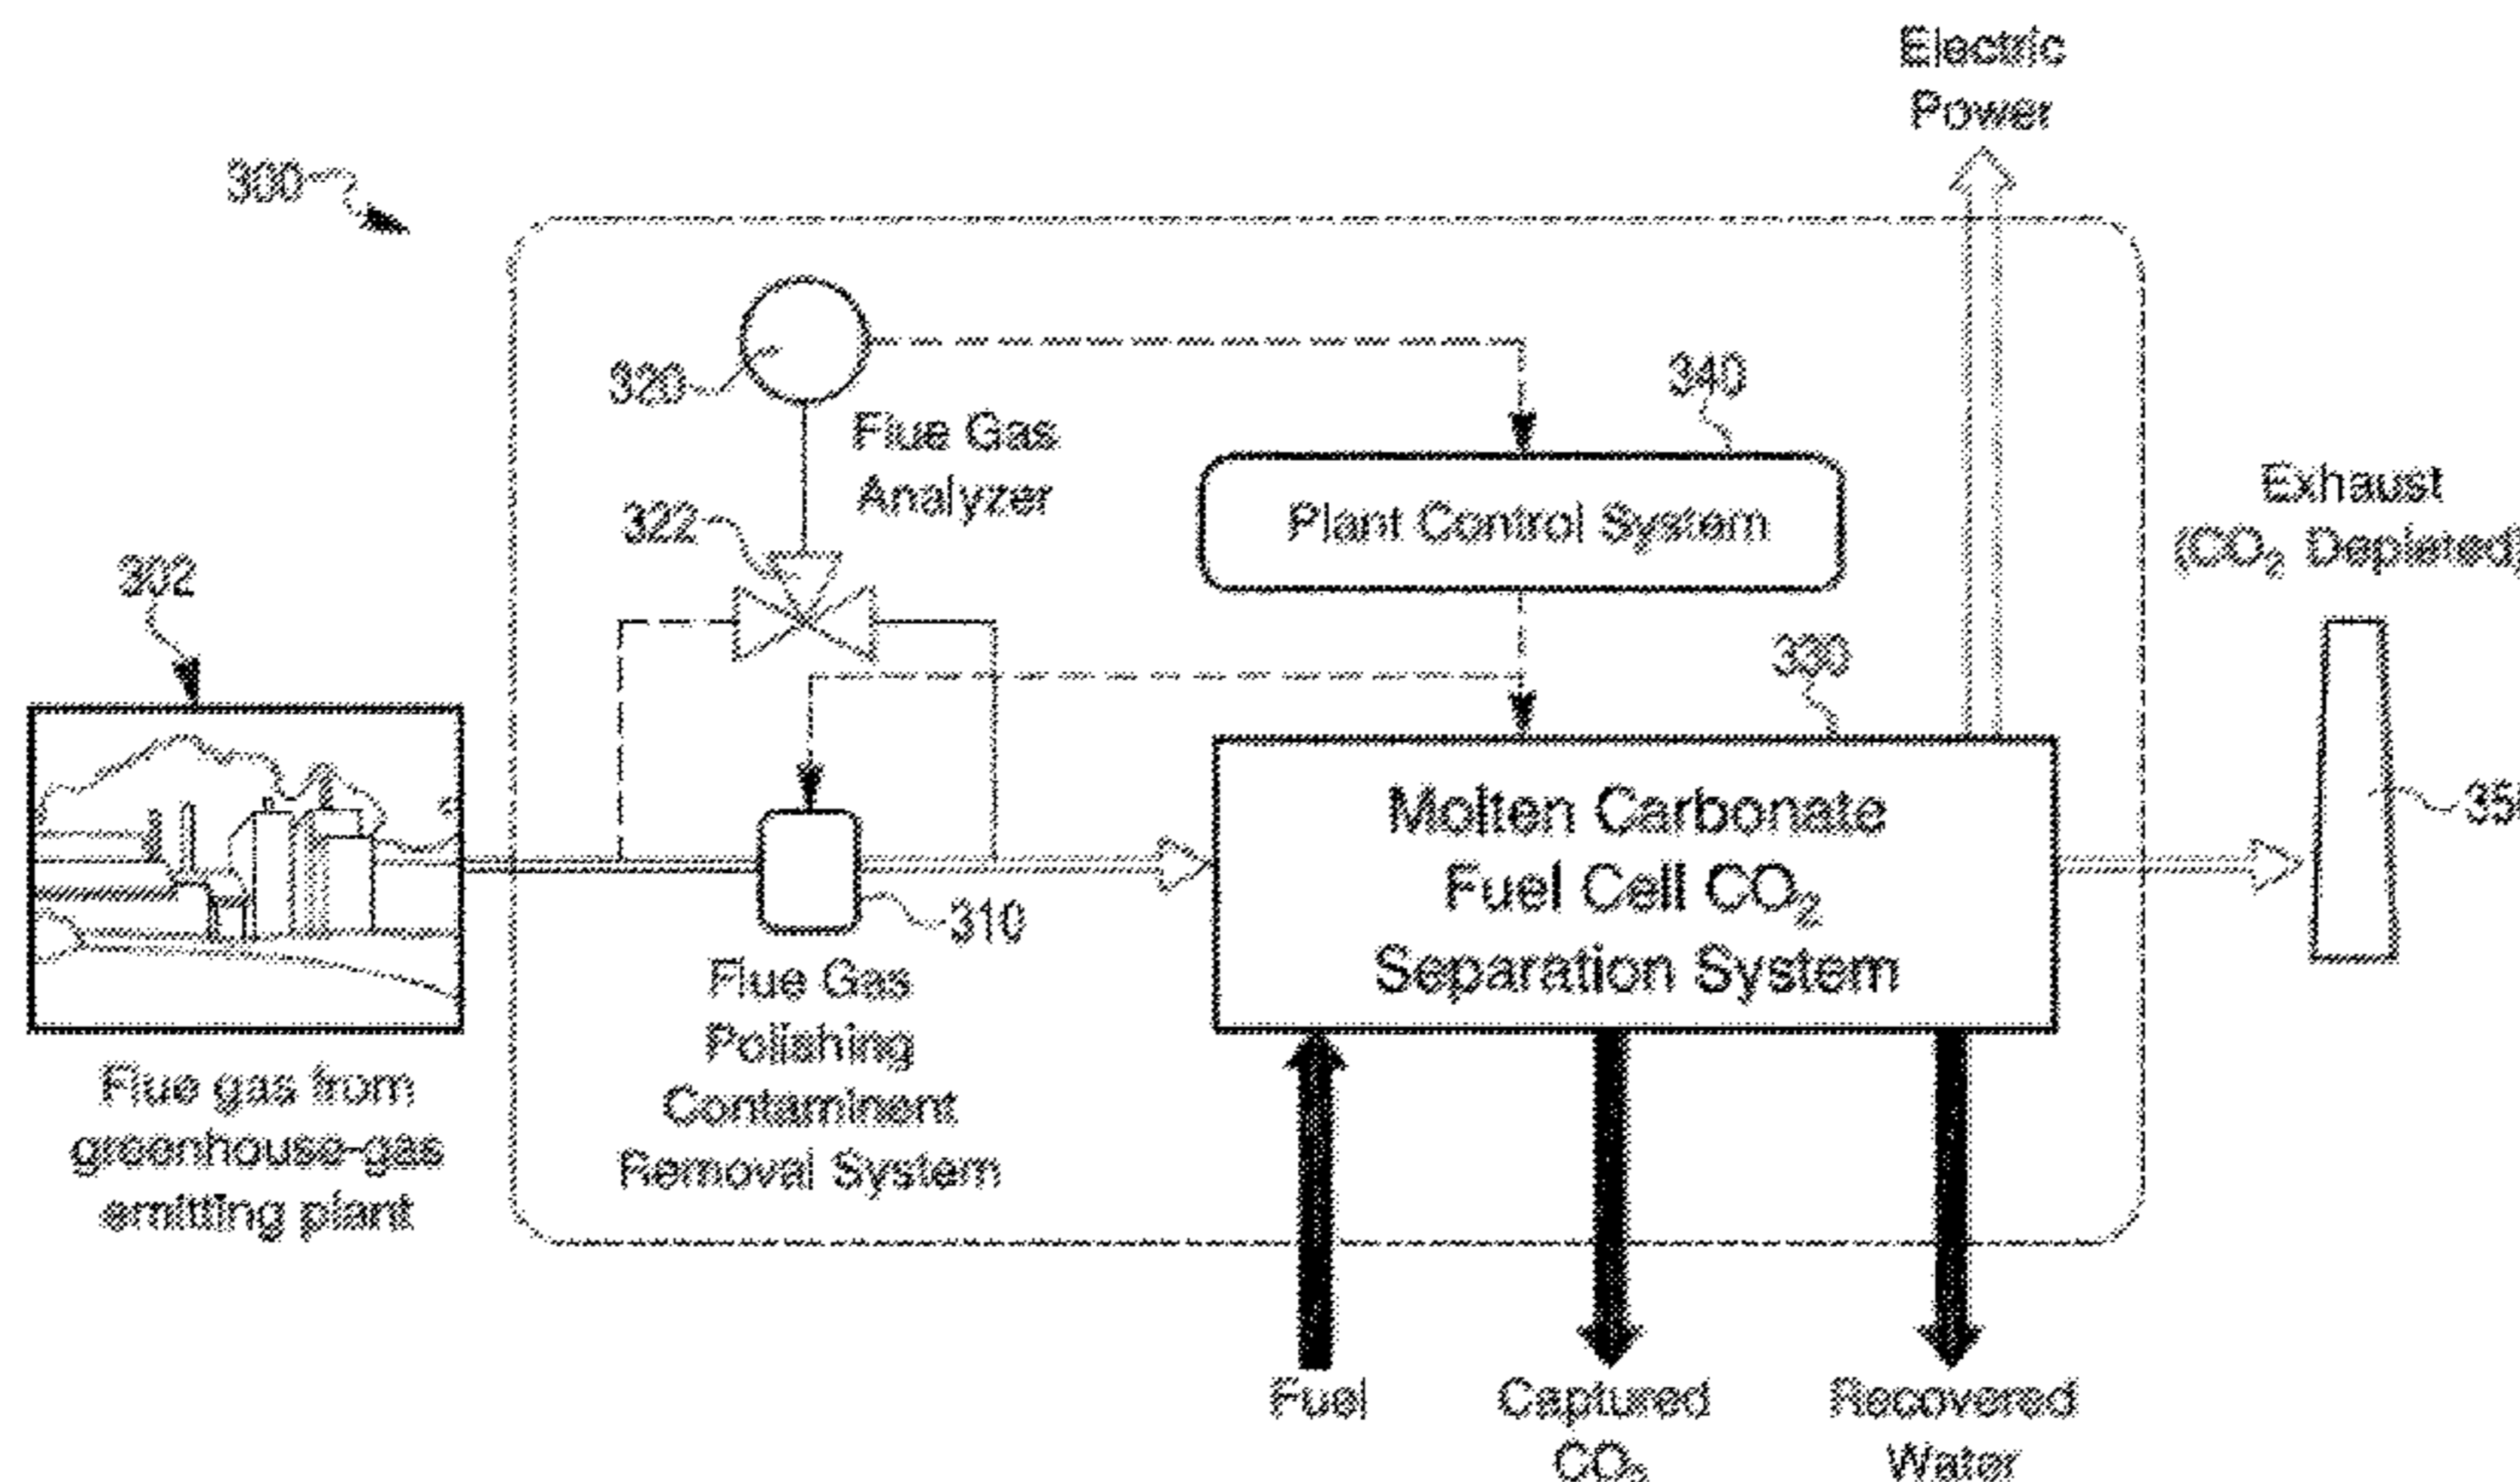 Electric
Power
300
320
Flue Gas
Analyzer
340
322
Plant Control System
Exhaust
(CO₂ Depleted)
302
330
Molten Carbonate
Fuel Cell CO₂
Separation System
310
Flue Gas
Polishing
Contaminent
Removal System
Flue gas from
greenhouse-gas
emitting plant
Fuel
Captured
CO₂
Recovered
Water